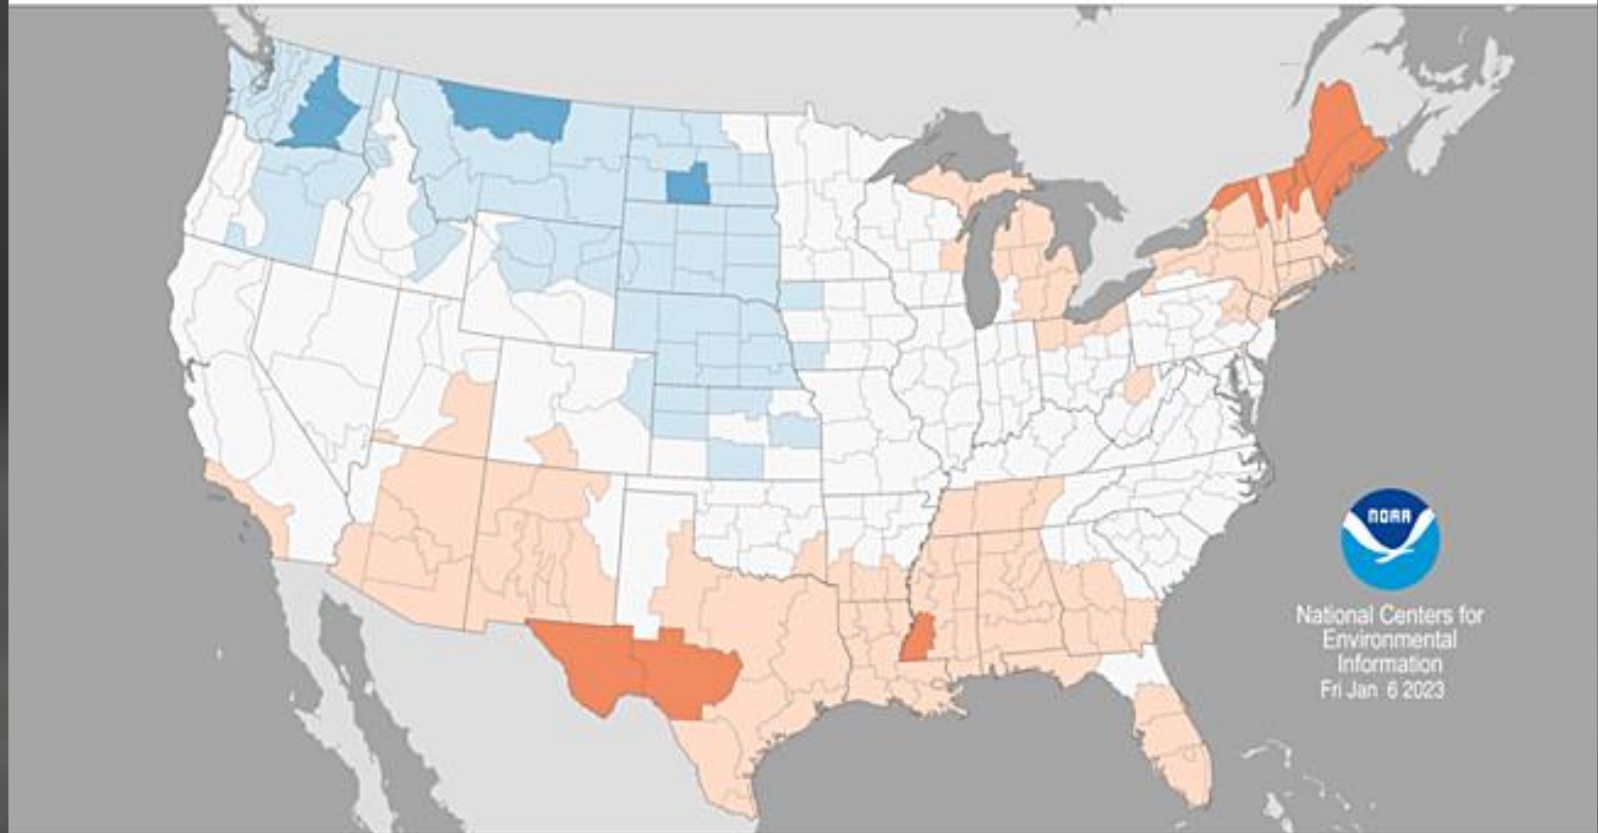 NOAA
National Centers for
Environmental
Information
Fri Jan 6 2023